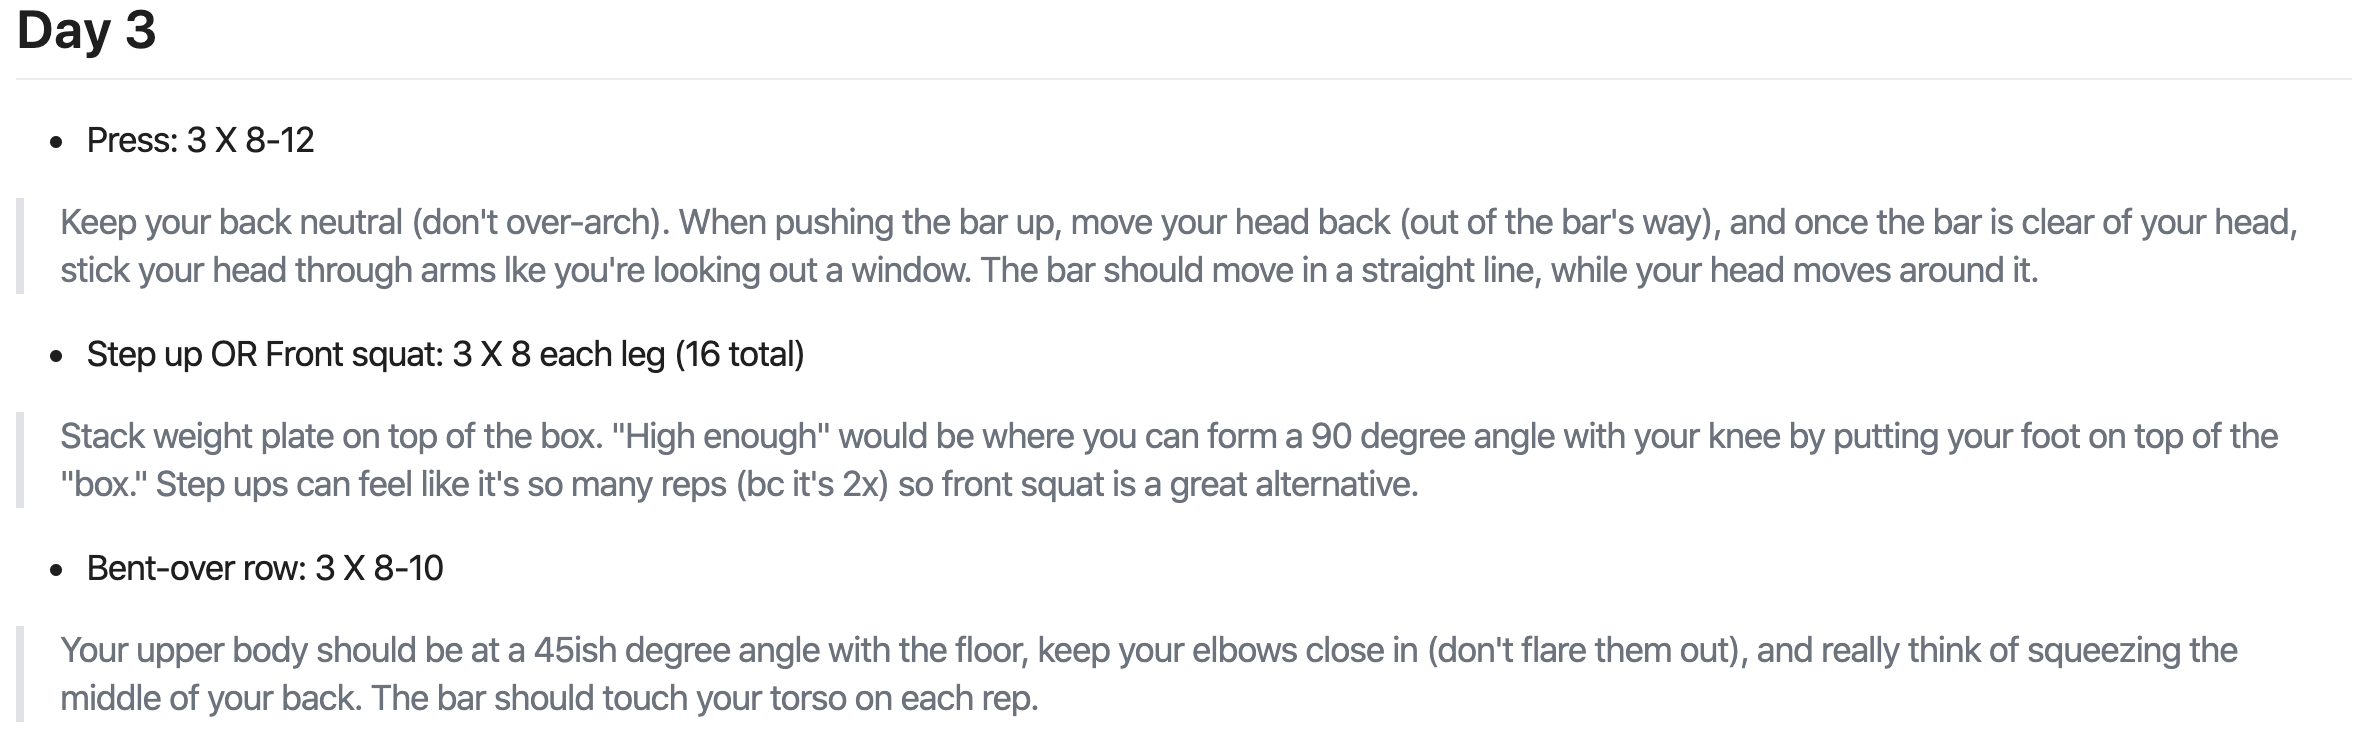 Day 3
• Press: 3 X 8-12
Keep your back neutral (don't over-arch). When pushing the bar up, move your head back (out of the bar's way), and once the bar is clear of your head,
stick your head through arms lke you're looking out a window. The bar should move in a straight line, while your head moves around it.
• Step up OR Front squat: 3 X 8 each leg (16 total)
Stack weight plate on top of the box. "High enough" would be where you can form a 90 degree angle with your knee by putting your foot on top of the
"box." Step ups can feel like it's so many reps (bc it's 2x) so front squat is a great alternative.
• Bent-over row: 3 X 8-10
Your upper body should be at a 45ish degree angle with the floor, keep your elbows close in (don't flare them out), and really think of squeezing the
middle of your back. The bar should touch your torso on each rep.